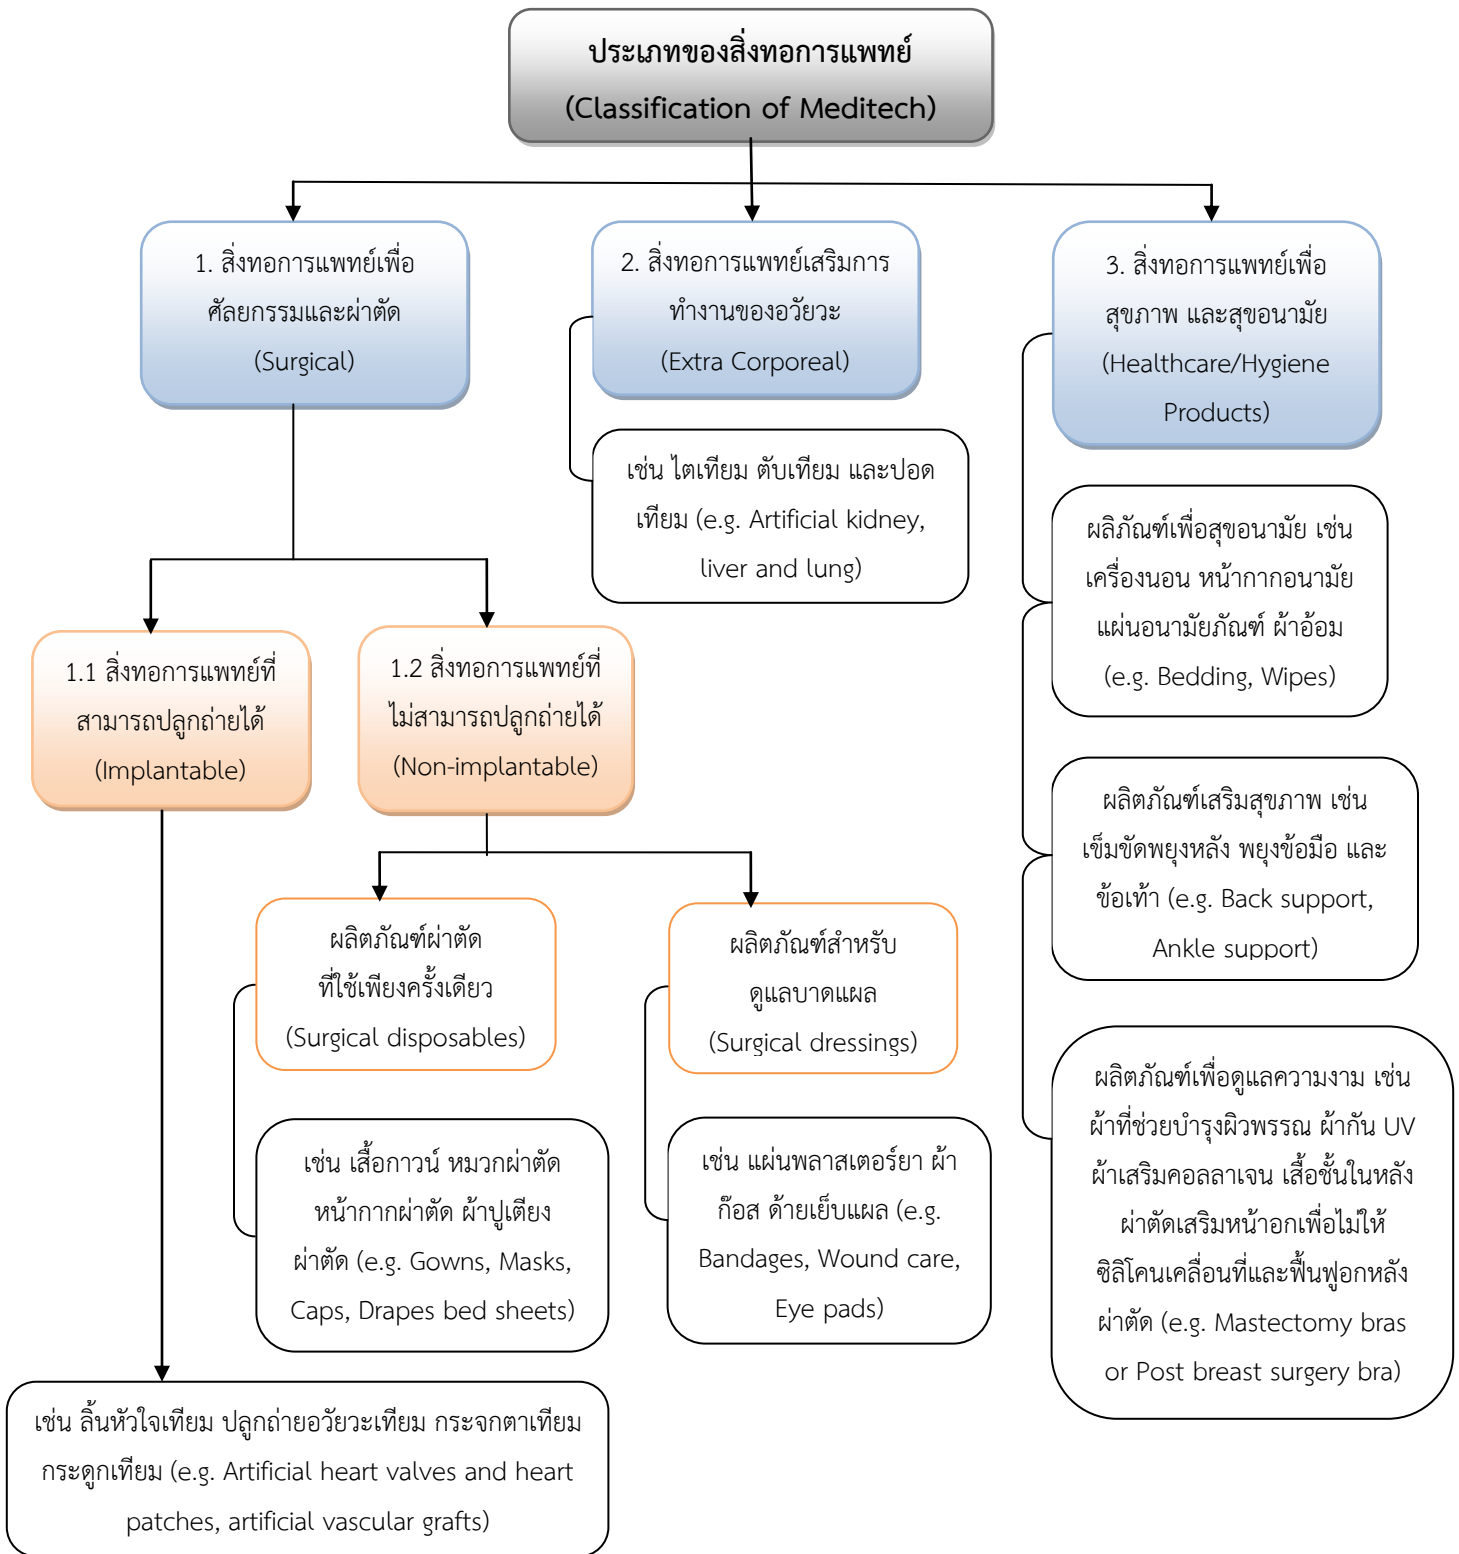 ประเภทของสิ่งทอการแพทย์
(Classification of Meditech)
1. สิ่งทอการแพทย์เพื่อ
ศัลยกรรมและผ่าตัด
(Surgical)
2. สิ่งทอการแพทย์เสริมการ
ทำงานของอวัยวะ
(Extra Corporeal)
3. สิ่งทอการแพทย์เพื่อ
สุขภาพ และสุขอนามัย
(Healthcare/Hygiene
Products)
เช่น ไตเทียม ตับเทียม และปอด
เทียม (e.g. Artificial kidney,
liver and lung)
ผลิภัณฑ์เพื่อสุขอนามัย เช่น
เครื่องนอน หน้ากากอนามัย
แผ่นอนามัยภัณฑ์ ผ้าอ้อม
(e.g. Bedding, Wipes)
1.1 สิ่งทอการแพทย์ที่
สามารถปลูกถ่ายได้
(Implantable)
1.2 สิ่งทอการแพทย์ที่
ไม่สามารถปลูกถ่ายได้
(Non-implantable)
ผลิตภัณฑ์เสริมสุขภาพ เช่น
เข็มขัดพยุงหลัง พยุงข้อมือ และ
ข้อเท้า (e.g. Back support,
Ankle support)
ผลิตภัณฑ์ผ่าตัด
ที่ใช้เพียงครั้งเดียว
(Surgical disposables)
ผลิตภัณฑ์สำหรับ
ดูแลบาดแผล
(Surgical dressings)
ผลิตภัณฑ์เพื่อดูแลความงาม เช่น
ผ้าที่ช่วยบำรุงผิวพรรณ ผ้ากัน UV
ผ้าเสริมคอลลาเจน เสื้อชั้นในหลัง
ผ่าตัดเสริมหน้าอกเพื่อไม่ให้
ซิลิโคนเคลื่อนที่และฟื้นฟูอกหลัง
ผ่าตัด (e.g. Mastectomy bras
or Post breast surgery bra)
เช่น เสื้อกาวน์ หมวกผ่าตัด
หน้ากากผ่าตัด ผ้าปูเตียง
ผ่าตัด (e.g. Gowns, Masks,
Caps, Drapes bed sheets)
เช่น แผ่นพลาสเตอร์ยา ผ้า
ก๊อส ด้ายเย็บแผล (e.g.
Bandages, Wound care,
Eye pads)
เช่น ลิ้นหัวใจเทียม ปลูกถ่ายอวัยวะเทียม กระจกตาเทียม
กระดูกเทียม (e.g. Artificial heart valves and heart
patches, artificial vascular grafts)